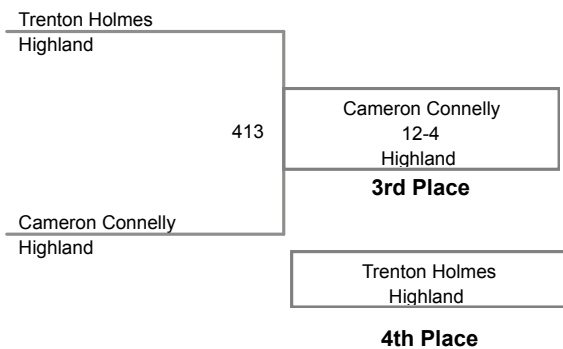 Trenton Holmes
Highland
413
Cameron Connelly
12-4
Highland
3rd Place
Cameron Connelly
Highland
Trenton Holmes
Highland
4th Place